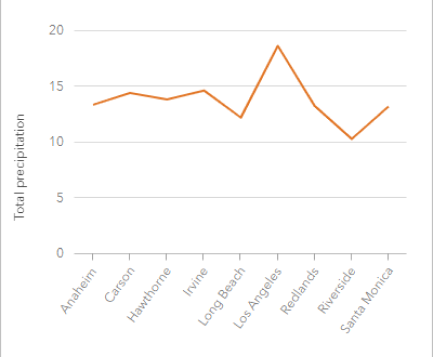 Total precipitation
20
15
10
5
0
Anaheim
Carson
Hawthorne
Irvine
Long Beach
Los Angeles
Redlands
Riverside
Santa Monica